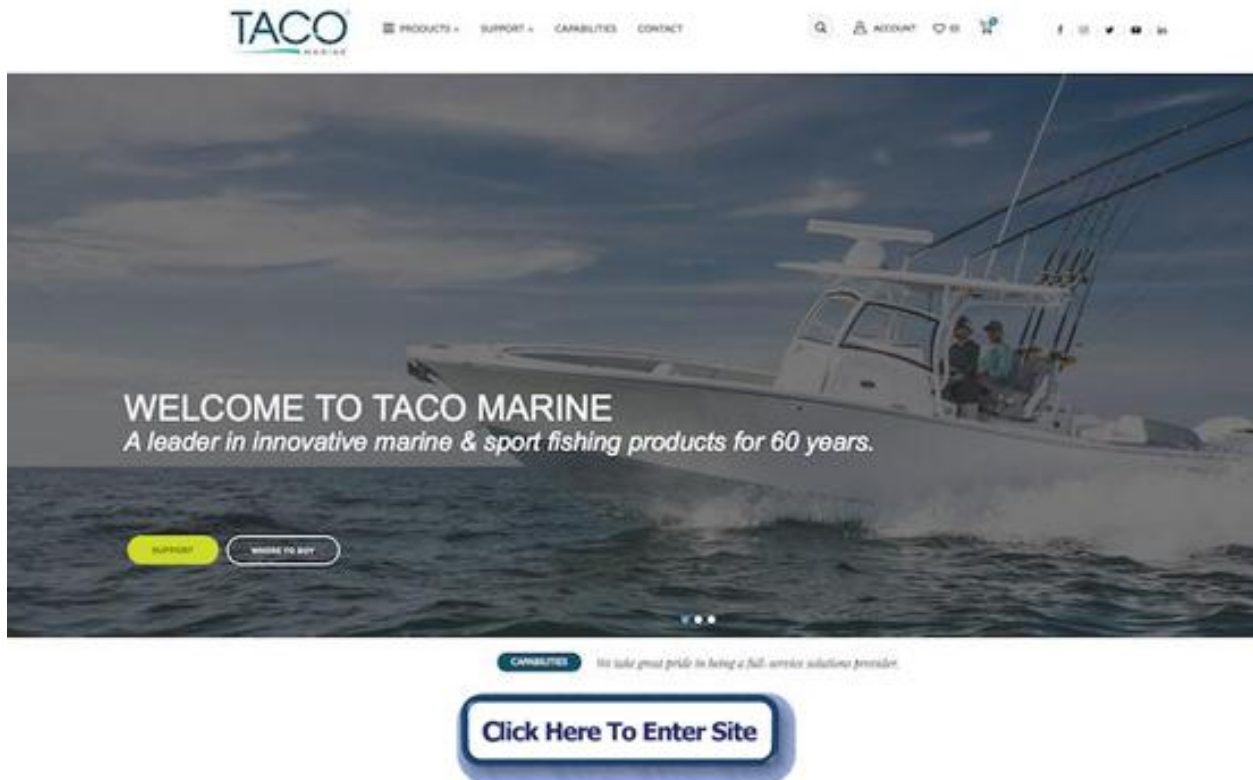 TACO
MARINE
PRODUCTS
SUPPORT
CAPABILITIES
CONTACT
ACCOUNT
WELCOME TO TACO MARINE
A leader in innovative marine & sport fishing products for 60 years.
SUPPORT
WHERE TO BUY
CAPABILITIES
We take great pride in being a full-service solutions provider.
Click Here To Enter Site